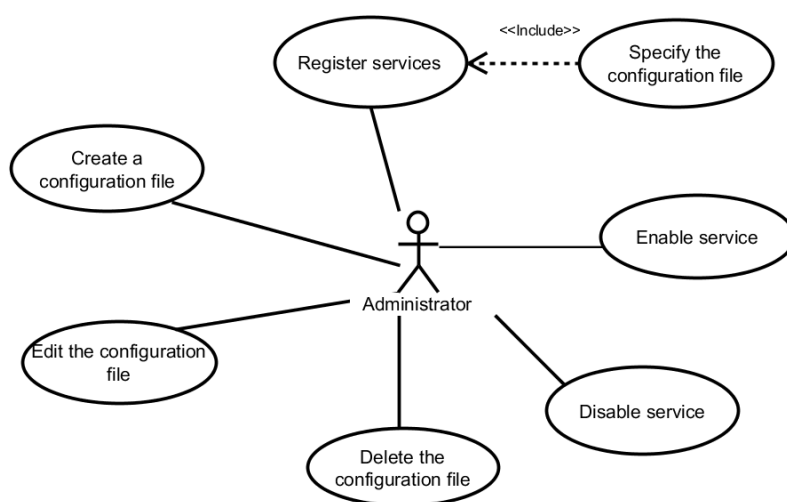 <<Include>>
Register services
Specify the
configuration file
Create a
configuration file
Enable service
Administrator
Edit the configuration
file
Disable service
Delete the
configuration file